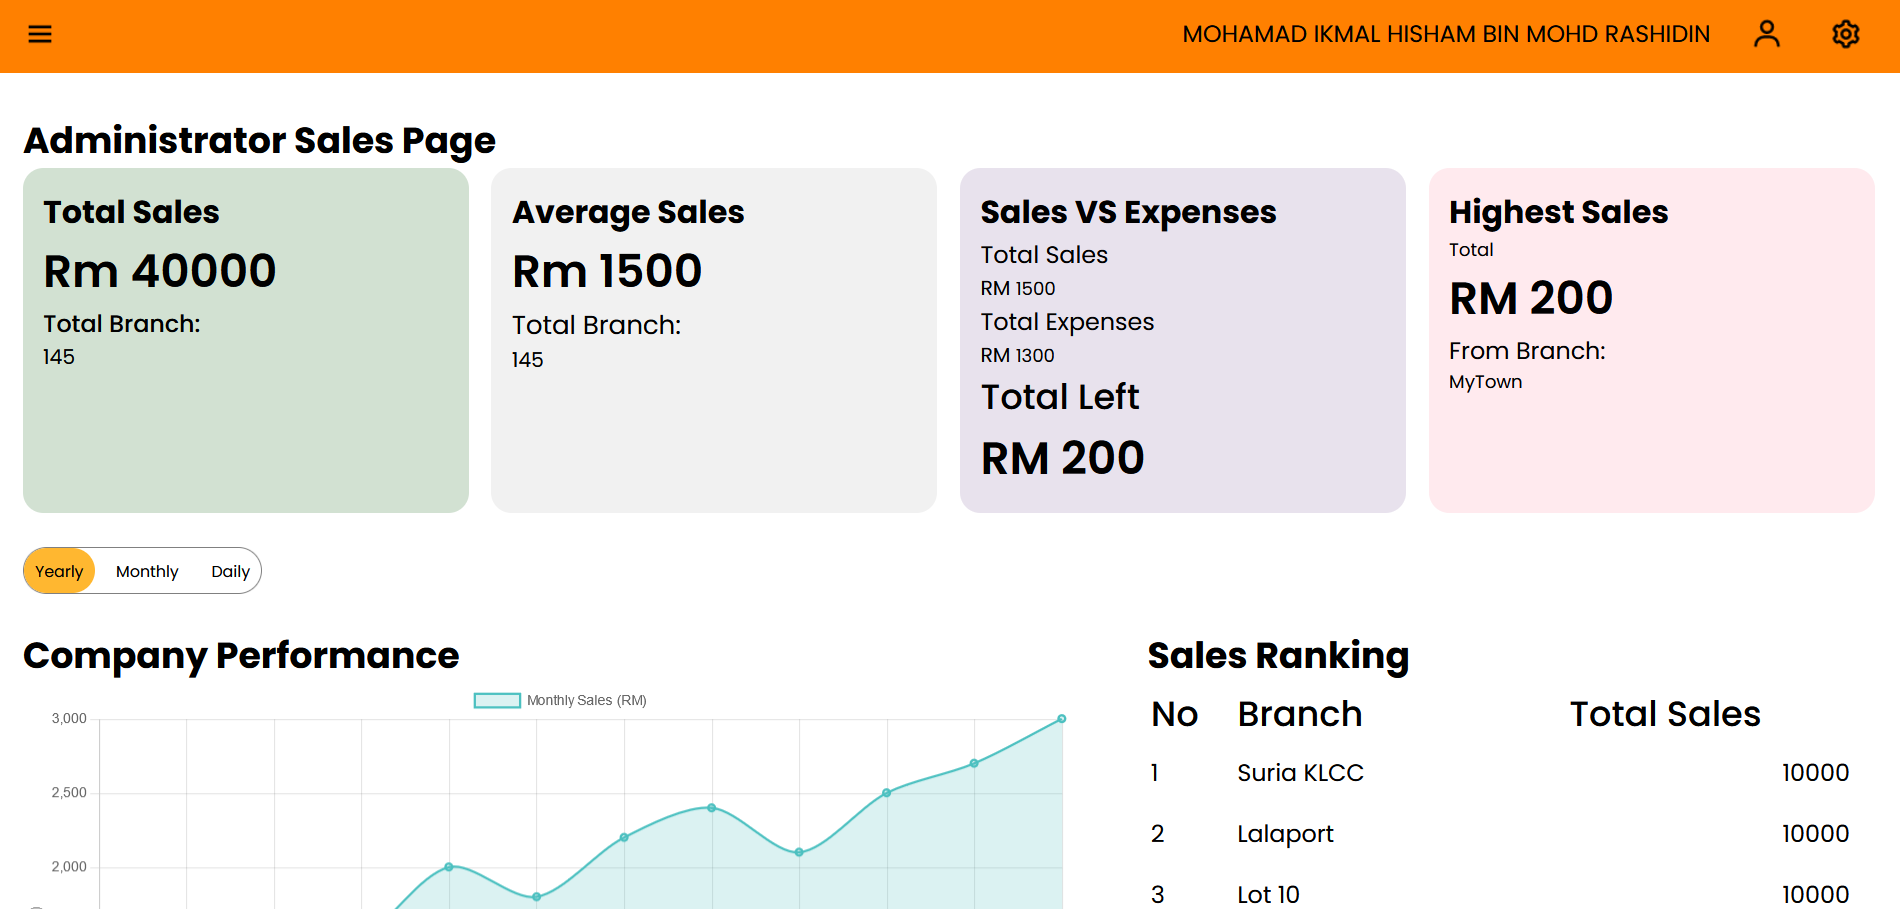 MOHAMAD IKMAL HISHAM BIN MOHD RASHIDIN
Administrator Sales Page
Total Sales
Rm 40000
Total Branch:
145
Average Sales
Rm 1500
Total Branch:
145
Sales VS Expenses
Total Sales
RM 1500
Total Expenses
RM 1300
Total Left
RM 200
Highest Sales
Total
RM 200
From Branch:
MyTown
Yearly Monthly Daily
Company Performance
Monthly Sales (RM)
3,000
2,500
2,000
Sales Ranking
No Branch Total Sales
1 Suria KLCC 10000
2 Lalaport 10000
3 Lot 10 10000